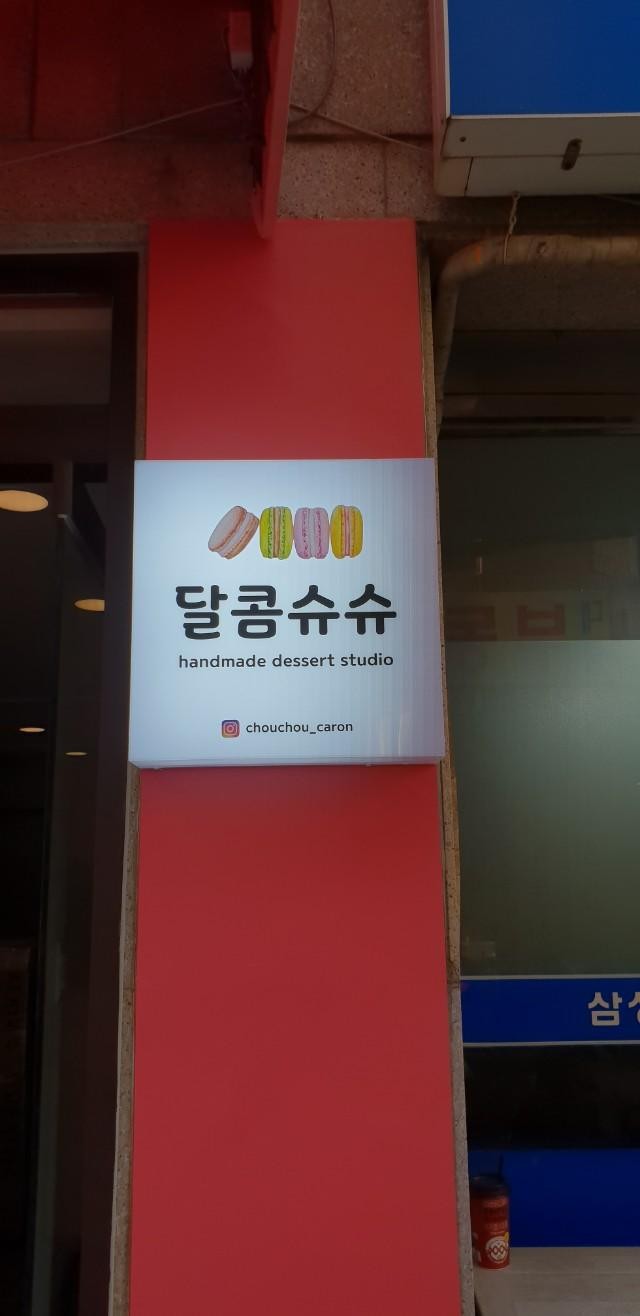 달콤슈슈
handmade dessert studio
chouchou_caron